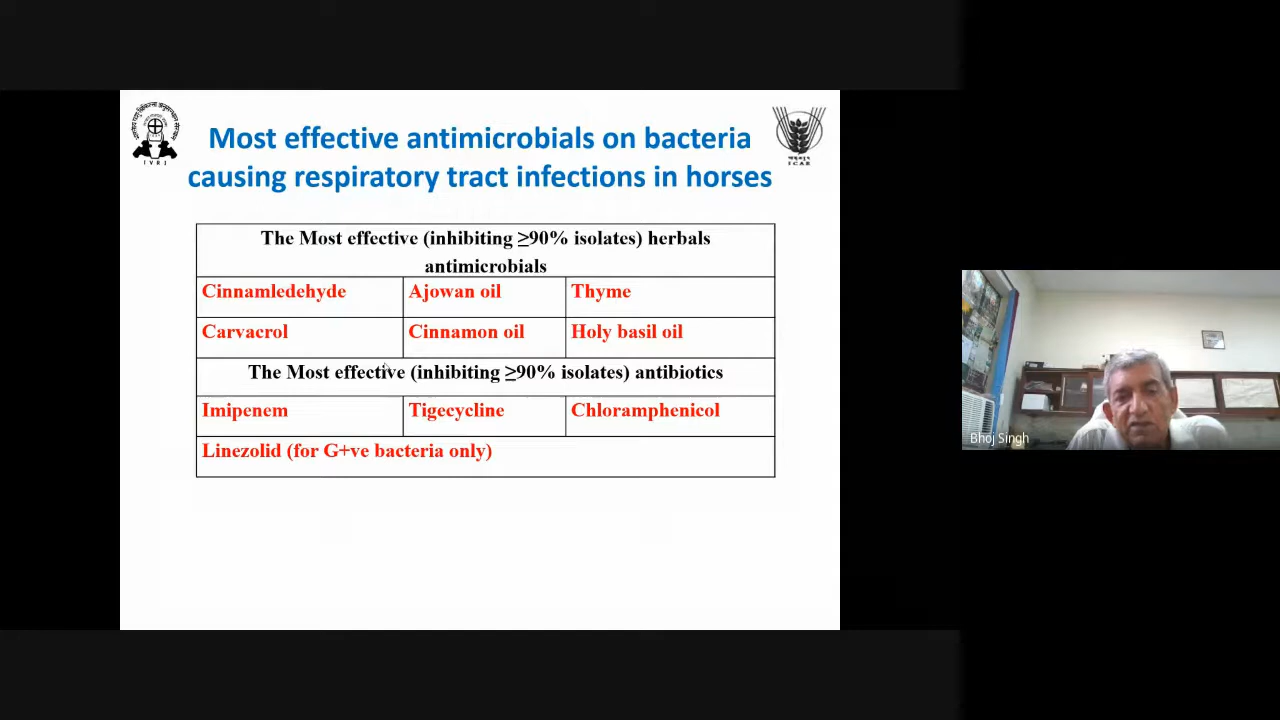 Most effective antimicrobials on bacteria
causing respiratory tract infections in horses
IVRI
ICAR
The Most effective (inhibiting ≥90% isolates) herbals
antimicrobials
Cinnamledehyde Ajowan oil Thyme
Carvacrol Cinnamon oil Holy basil oil
The Most effective (inhibiting ≥90% isolates) antibiotics
Imipenem Tigecycline Chloramphenicol
Linezolid (for G+ve bacteria only)
Bhoj Singh